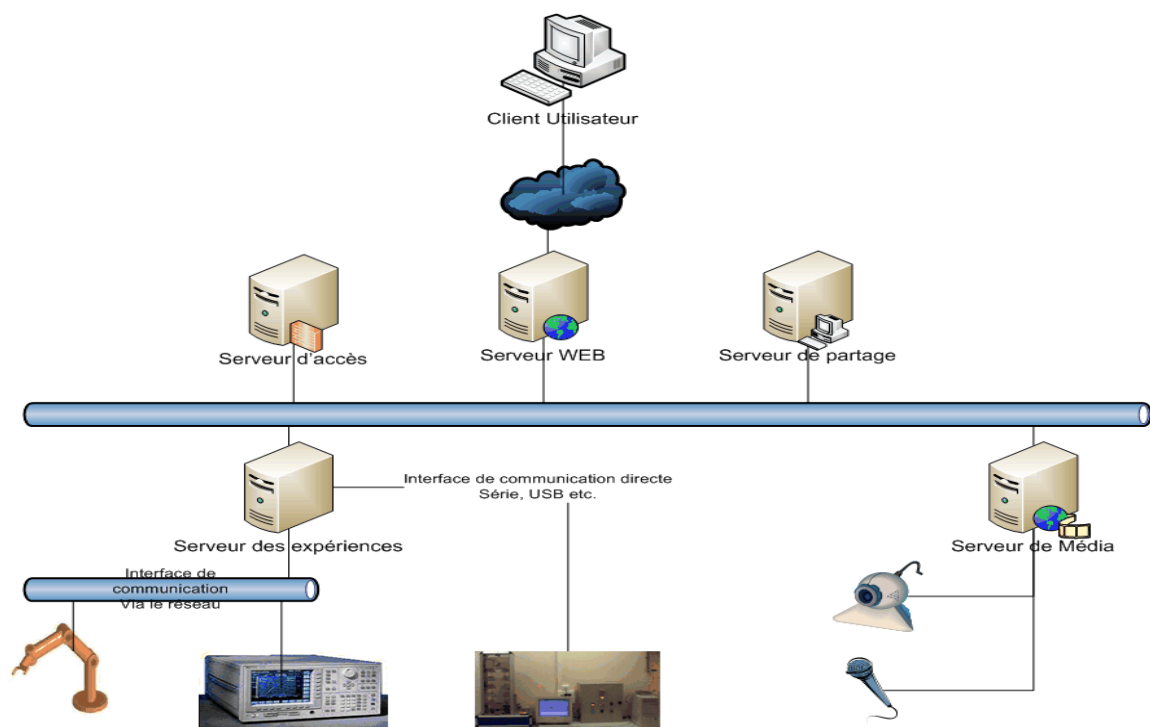 Client Utilisateur
Serveur d'accès
Serveur WEB
Serveur de partage
Interface de communication directe
Série, USB etc.
Serveur des expériences
Serveur de Média
Interface de
communication
Via le réseau